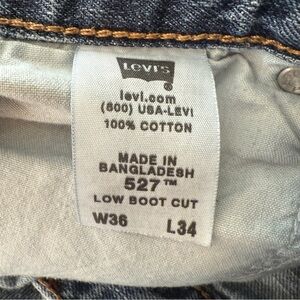 LEVI'S
levi.com
(800) USA-LEVI
100% COTTON
MADE IN
BANGLADESH
527™
LOW BOOT CUT
W36 L34